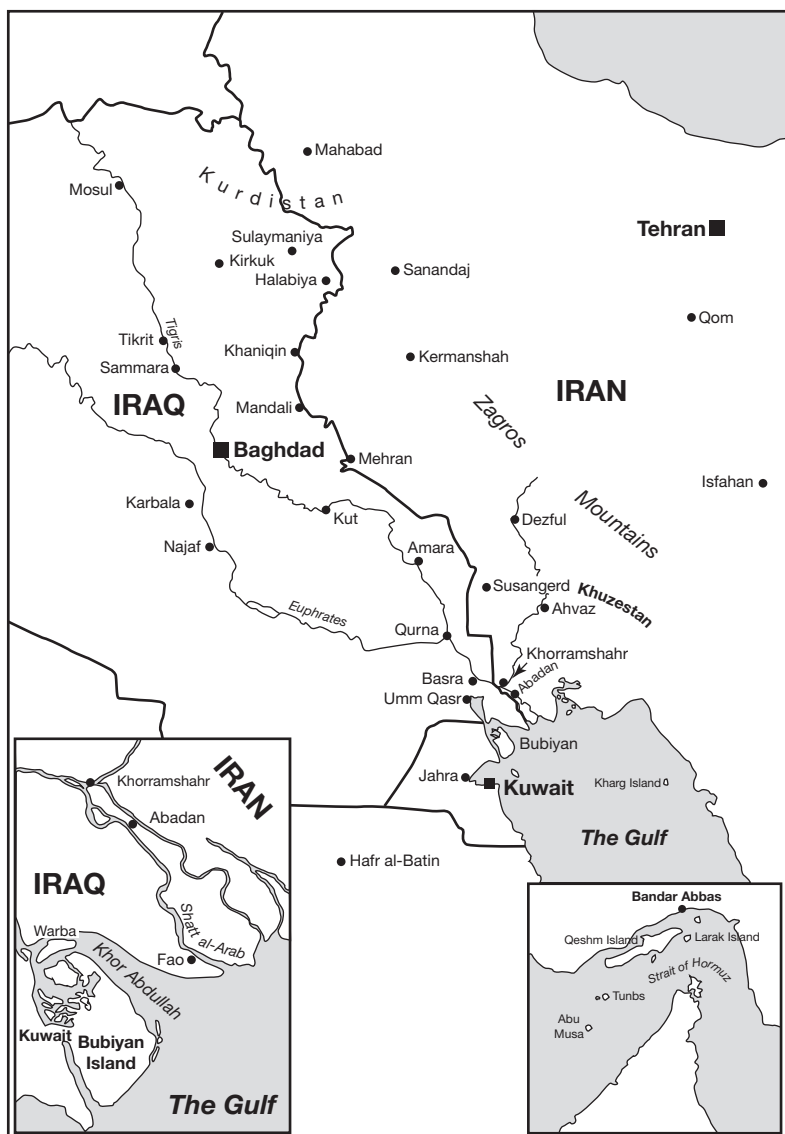 Mahabad
Mosul
Kurdistan
Tehran
Sulaymaniya
Kirkuk
Sanandaj
Halabiya
Qom
Tigris
Tikrit
Khaniqin
Kermanshah
Sammara
IRAQ
IRAN
Zagros
Mandali
Baghdad
Mehran
Isfahan
Karbala
Kut
Dezful
Mountains
Najaf
Amara
Susangerd
Khuzestan
Ahvaz
Euphrates
Qurna
Khorramshahr
Basra
Abadan
Umm Qasr
Bubiyan
Jahra
Kuwait
Kharg Island
The Gulf
Hafr al-Batin
Khorramshahr
IRAN
Abadan
IRAQ
Shatt al-Arab
Warba
Fao
Khor Abdullah
Kuwait
Bubiyan
Island
The Gulf
Bandar Abbas
Qeshm Island
Larak Island
Strait of Hormuz
Tunbs
Abu
Musa